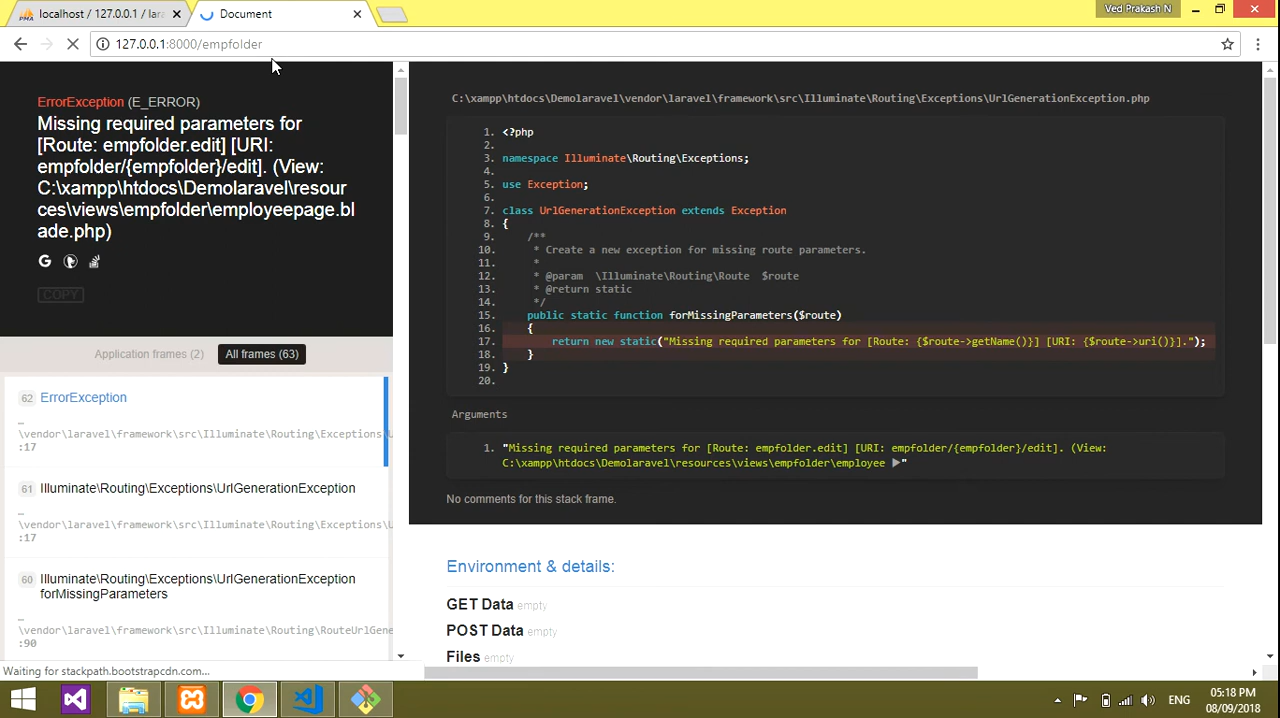 localhost / 127.0.0.1 / lara
Document
Ved Prakash N
127.0.0.1:8000/empfolder
ErrorException (E_ERROR)
Missing required parameters for
[Route: empfolder.edit] [URI:
empfolder/{empfolder}/edit]. (View:
C:\xampp\htdocs\Demolaravel\resour
ces\views\empfolder\employeepage.bl
ade.php)
COPY
Application frames (2)
All frames (63)
62 ErrorException
…
\vendor\laravel\framework\src\Illuminate\Routing\Exceptions\U
:17
61 Illuminate\Routing\Exceptions\UrlGenerationException
…
\vendor\laravel\framework\src\Illuminate\Routing\Exceptions\U
:17
60 Illuminate\Routing\Exceptions\UrlGenerationException
forMissingParameters
…
\vendor\laravel\framework\src\Illuminate\Routing\RouteUrlGene
:90
Waiting for stackpath.bootstrapcdn.com...
C:\xampp\htdocs\Demolaravel\vendor\laravel\framework\src\Illuminate\Routing\Exceptions\UrlGenerationException.php
1. <?php
2.
3. namespace Illuminate\Routing\Exceptions;
4.
5. use Exception;
6.
7. class UrlGenerationException extends Exception
8. {
9. /**
10. * Create a new exception for missing route parameters.
11. *
12. * @param \Illuminate\Routing\Route $route
13. * @return static
14. */
15. public static function forMissingParameters($route)
16. {
17. return new static("Missing required parameters for [Route: {$route->getName()}] [URI: {$route->uri()}].");
18. }
19. }
20.
Arguments
1. "Missing required parameters for [Route: empfolder.edit] [URI: empfolder/{empfolder}/edit]. (View:
C:\xampp\htdocs\Demolaravel\resources\views\empfolder\employee ▶"
No comments for this stack frame.
Environment & details:
GET Data empty
POST Data empty
Files empty
ENG
05:18 PM
08/09/2018